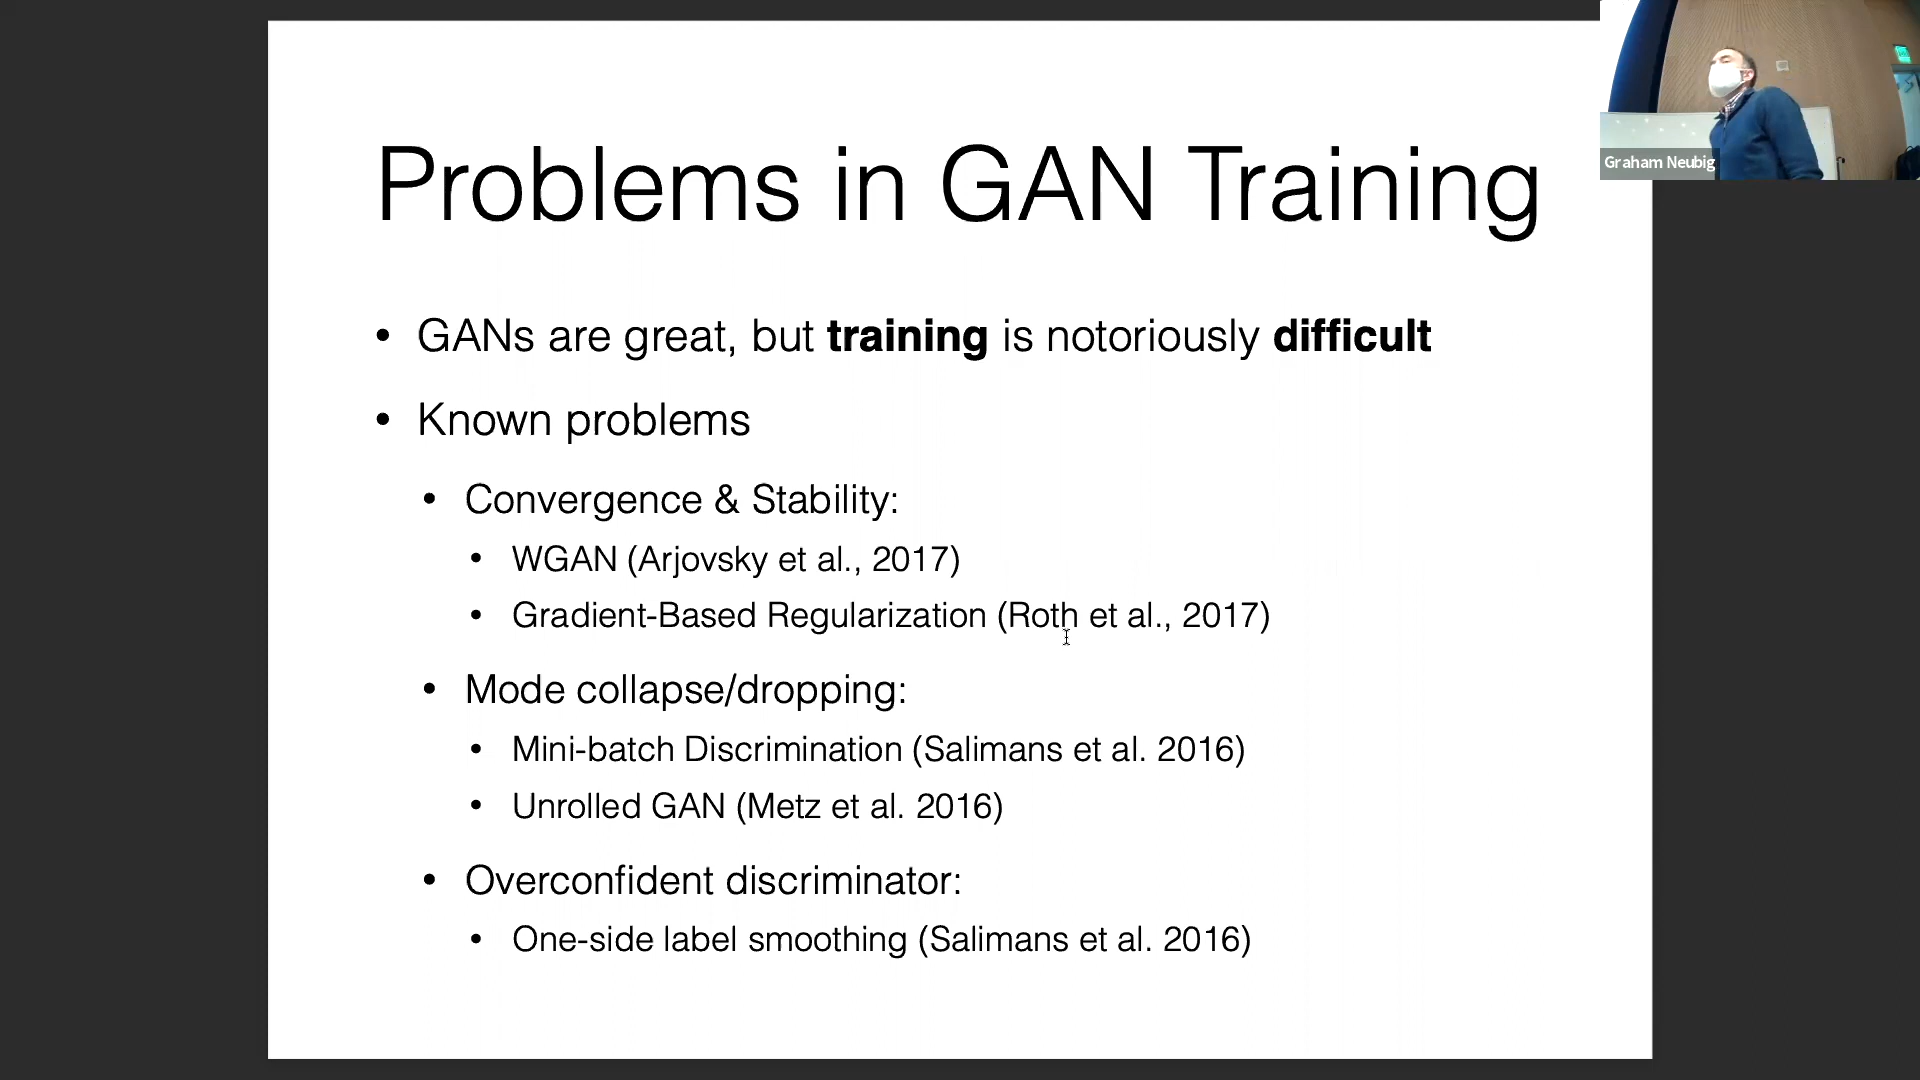 Problems in GAN Training
Graham Neubig
• GANs are great, but training is notoriously difficult
• Known problems
• Convergence & Stability:
• WGAN (Arjovsky et al., 2017)
• Gradient-Based Regularization (Roth et al., 2017)
• Mode collapse/dropping:
• Mini-batch Discrimination (Salimans et al. 2016)
• Unrolled GAN (Metz et al. 2016)
• Overconfident discriminator:
• One-side label smoothing (Salimans et al. 2016)